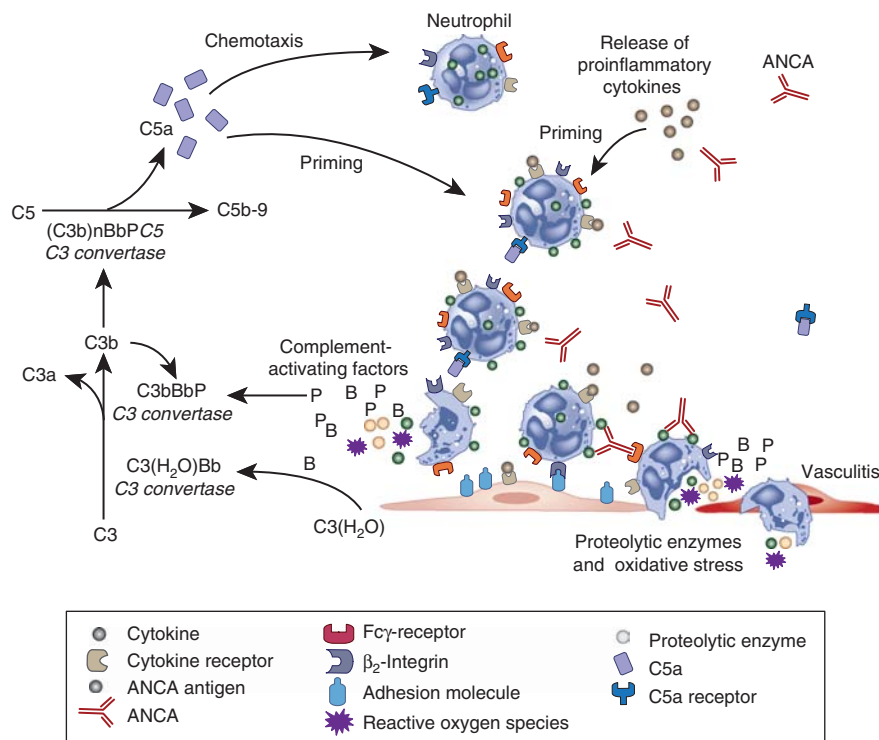 Neutrophil
Chemotaxis
Release of
proinflammatory
cytokines
ANCA
C5a
Priming
Priming
C5
C5b-9
(C3b)nBbPC5
C3 convertase
C3b
C3a
C3bBbP
C3 convertase
Complement-
activating factors
P
B
P
P
B
P
B
C3(H₂O)Bb
C3 convertase
B
C3
C3(H₂O)
B
P
P
B
P
Vasculitis
Proteolytic enzymes
and oxidative stress
Cytokine
Cytokine receptor
ANCA antigen
ANCA
Fcγ-receptor
β₂-Integrin
Adhesion molecule
Reactive oxygen species
Proteolytic enzyme
C5a
C5a receptor